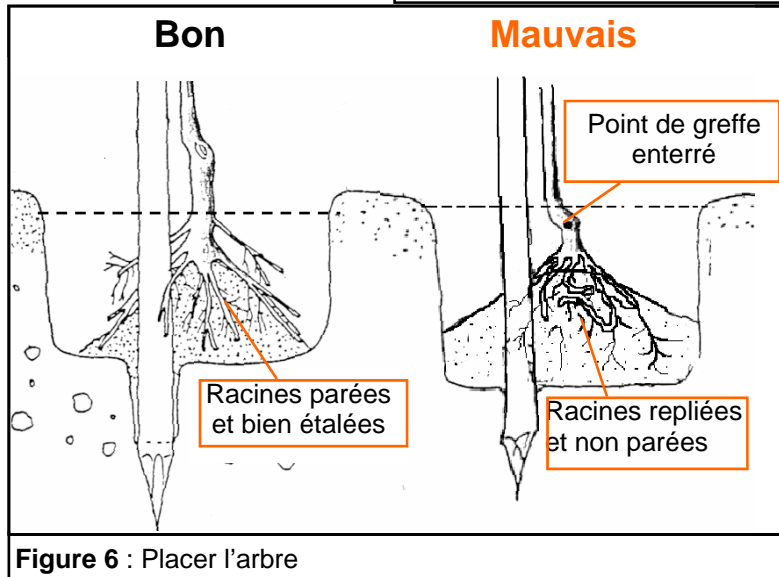 Bon
Mauvais
Point de greffe
enterré
Racines parées
et bien étalées
Racines repliées
et non parées
Figure 6 : Placer l’arbre